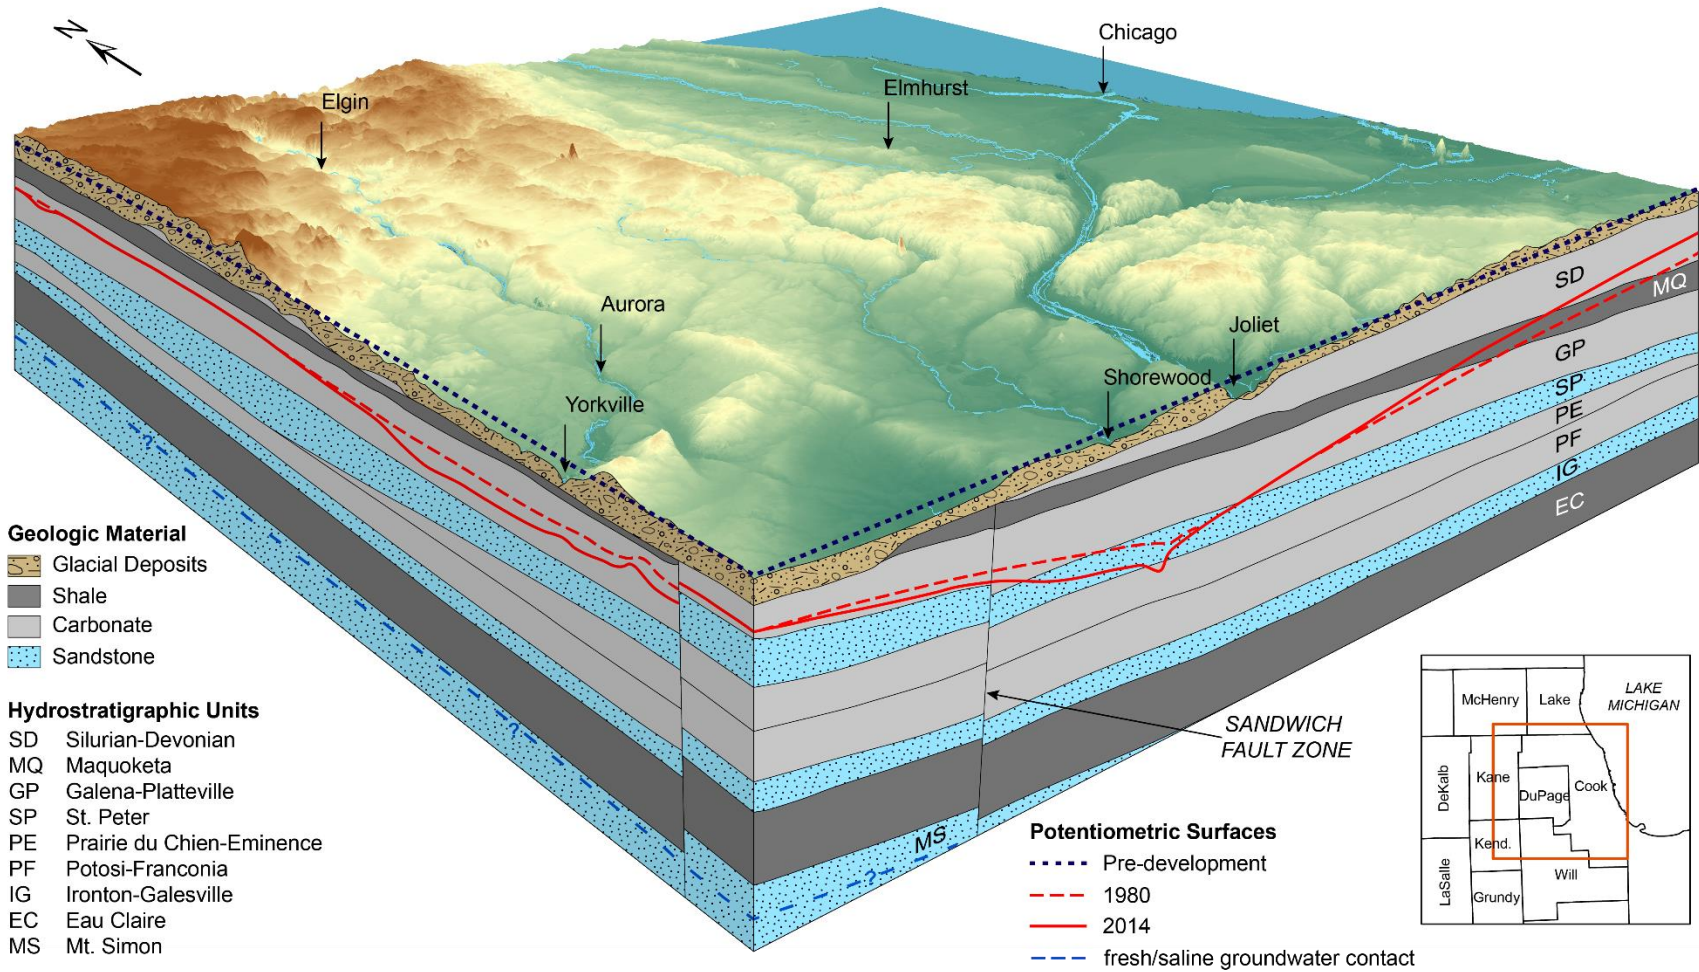 N
Chicago
Elgin
Elmhurst
Aurora
Yorkville
Joliet
Shorewood
SD
MQ
GP
SP
PE
PF
IG
EC
MS
?
?
?
SANDWICH
FAULT ZONE
Geologic Material
Glacial Deposits
Shale
Carbonate
Sandstone
Hydrostratigraphic Units
SD Silurian-Devonian
MQ Maquoketa
GP Galena-Platteville
SP St. Peter
PE Prairie du Chien-Eminence
PF Potosi-Franconia
IG Ironton-Galesville
EC Eau Claire
MS Mt. Simon
Potentiometric Surfaces
Pre-development
1980
2014
fresh/saline groundwater contact
McHenry
Lake
LAKE
MICHIGAN
DeKalb
Kane
DuPage
Cook
Kend.
LaSalle
Grundy
Will